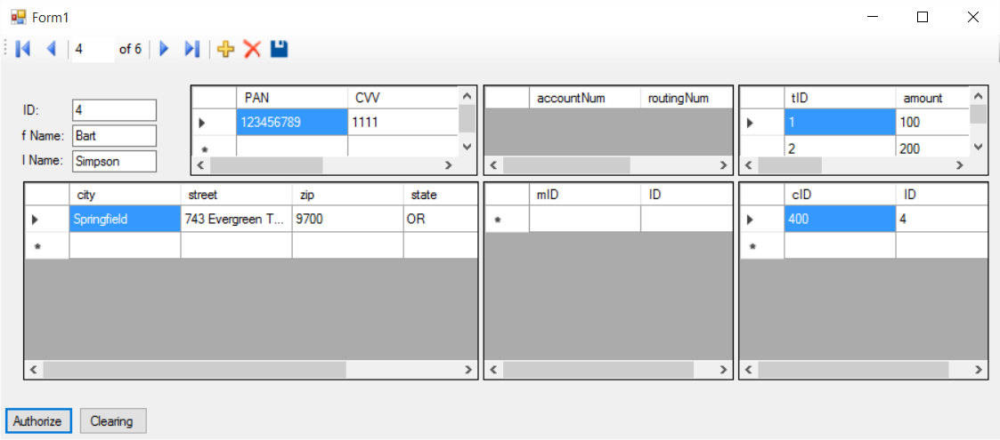 Form1
4 of 6
ID: 4
f Name: Bart
l Name: Simpson
PAN CVV
123456789 1111
*
accountNum routingNum
tID amount
1 100
2 200
city street zip state
Springfield 743 Evergreen T... 9700 OR
*
mID ID
*
cID ID
400 4
*
Authorize Clearing